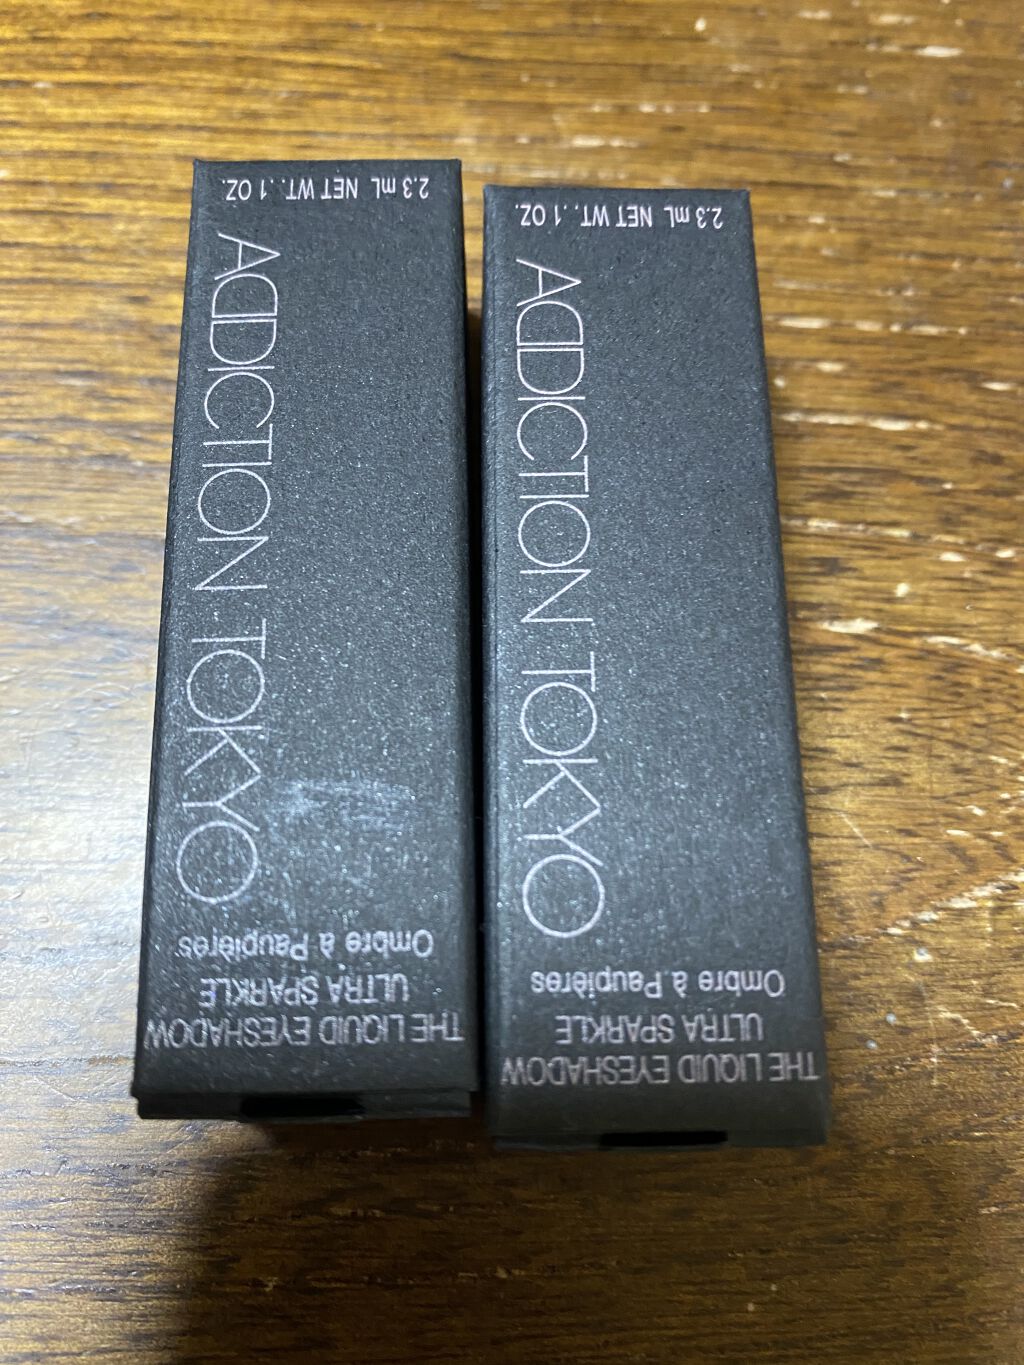 THE LIQUID EYESHADOW
ULTRA SPARKLE
Ombre à Paupières
ADDICTION TOKYO
2.3 mL NET WT. .1 OZ.
THE LIQUID EYESHADOW
ULTRA SPARKLE
Ombre à Paupières
ADDICTION TOKYO
2.3 mL NET WT. .1 OZ.